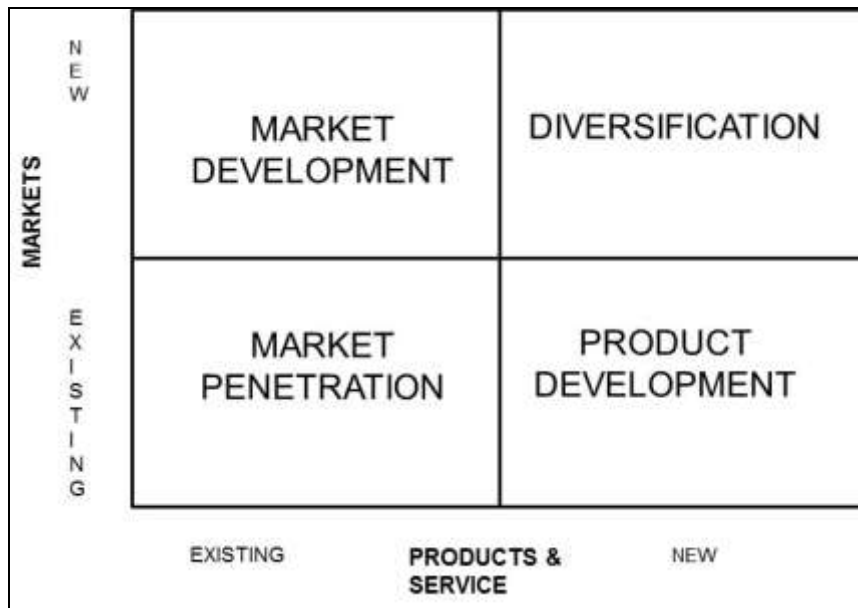 NEW
MARKET
DEVELOPMENT
DIVERSIFICATION
MARKETS
EXISTING
MARKET
PENETRATION
PRODUCT
DEVELOPMENT
EXISTING
PRODUCTS &
SERVICE
NEW